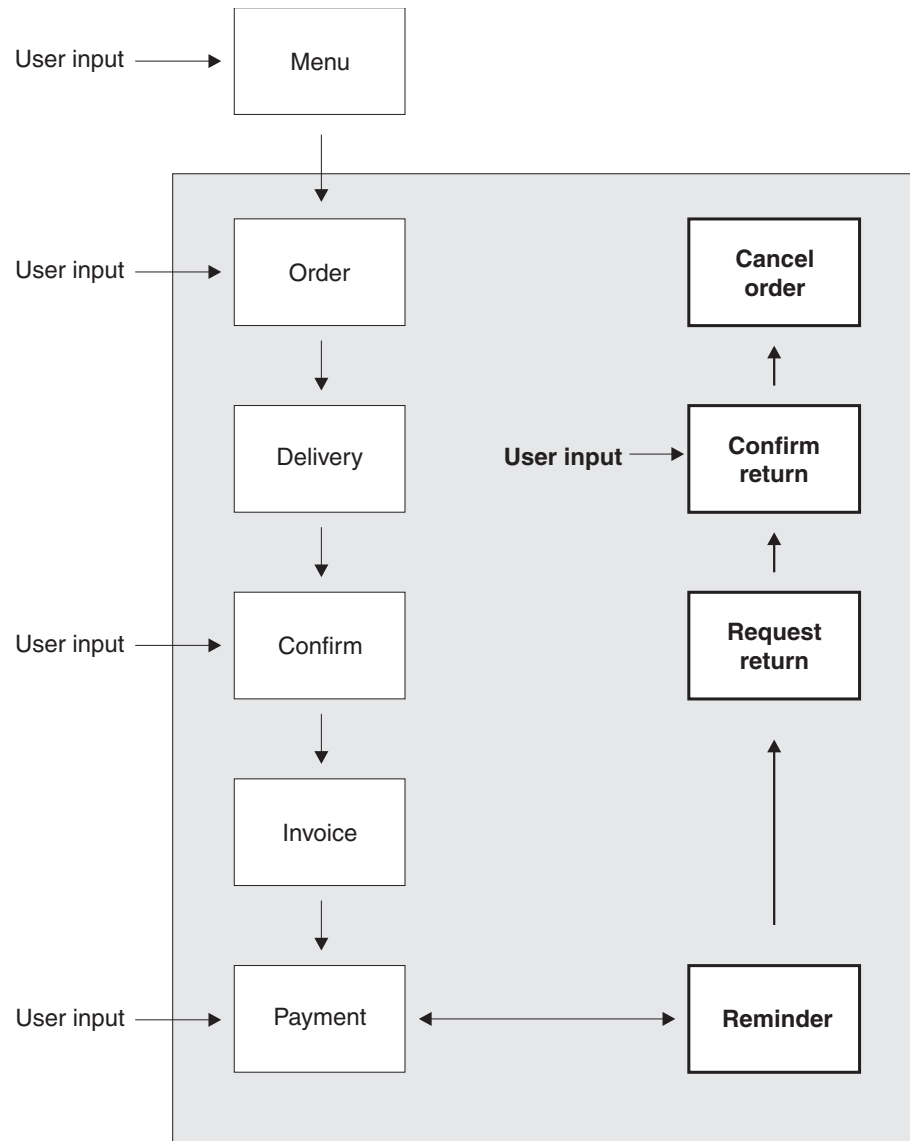 User input
Menu
User input
Order
Cancel
order
Delivery
User input
Confirm
return
User input
Confirm
Request
return
Invoice
User input
Payment
Reminder